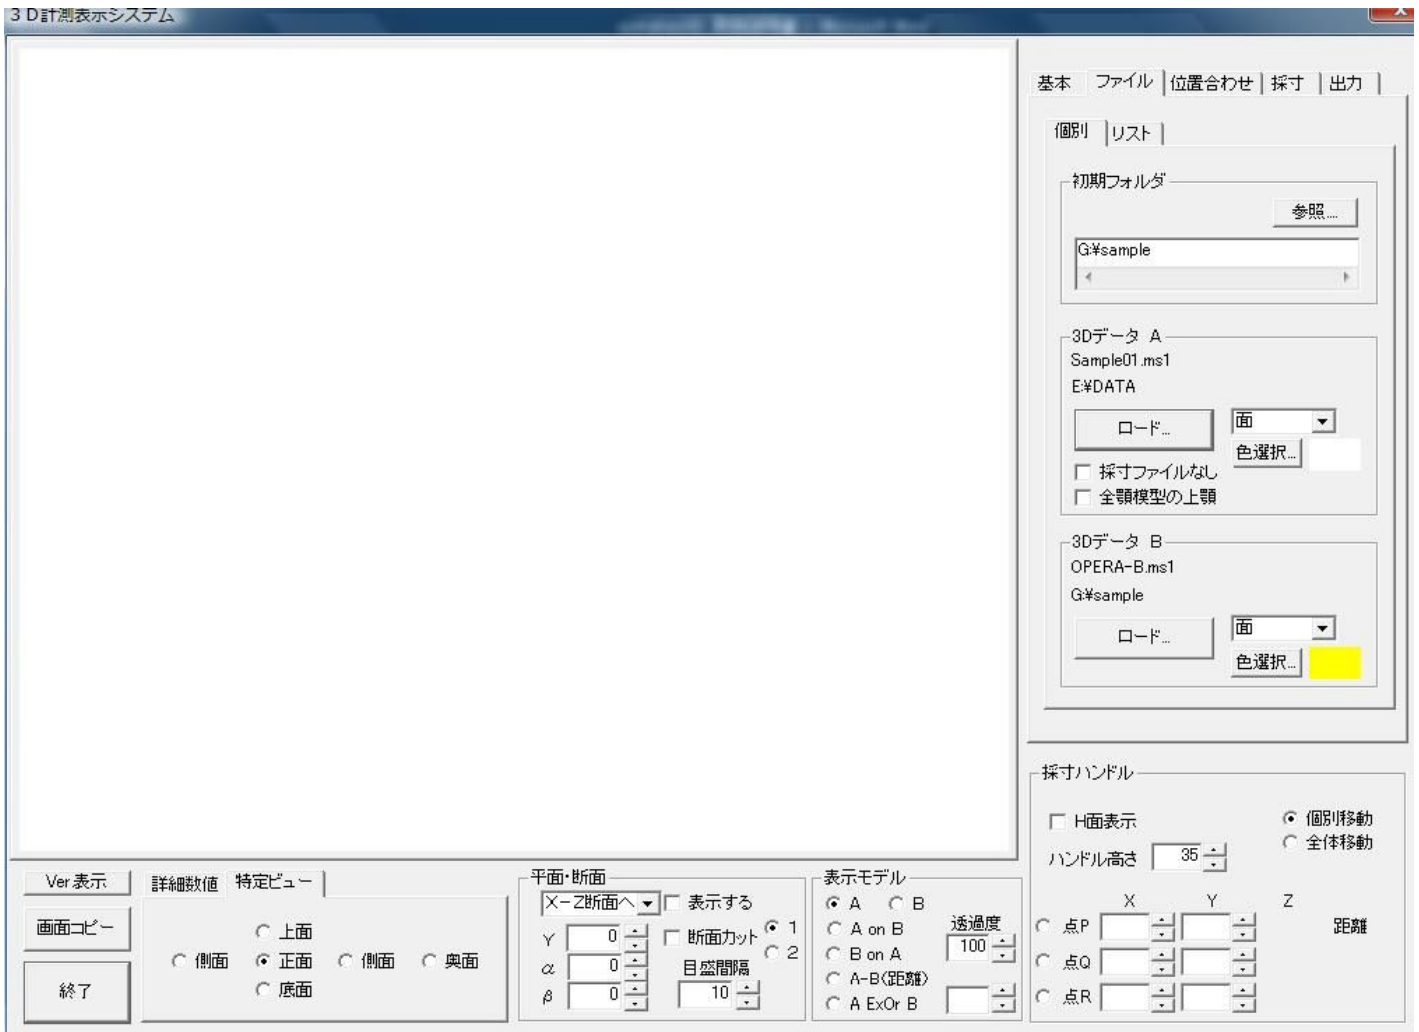 3D計測表示システム
基本 ファイル 位置合わせ 採寸 出力
個別 リスト
初期フォルダ
参照...
G:¥sample
3Dデータ A
Sample01.ms1
E:¥DATA
ロード... 面
色選択...
採寸ファイルなし
全顎模型の上顎
3Dデータ B
OPERA-B.ms1
G:¥sample
ロード... 面
色選択...
採寸ハンドル
H面表示 個別移動
全体移動
ハンドル高さ 35
X Y Z
点P 距離
点Q
点R
Ver表示
画面コピー
終了
詳細数値 特定ビュー
上面
側面 正面 側面 奥面
底面
平面・断面
X-Z断面へ 表示する
γ 0 断面カット 1
2
α 0 目盛間隔
β 0 10
表示モデル
A B
A on B 透過度
B on A 100
A-B(距離)
A ExOr B